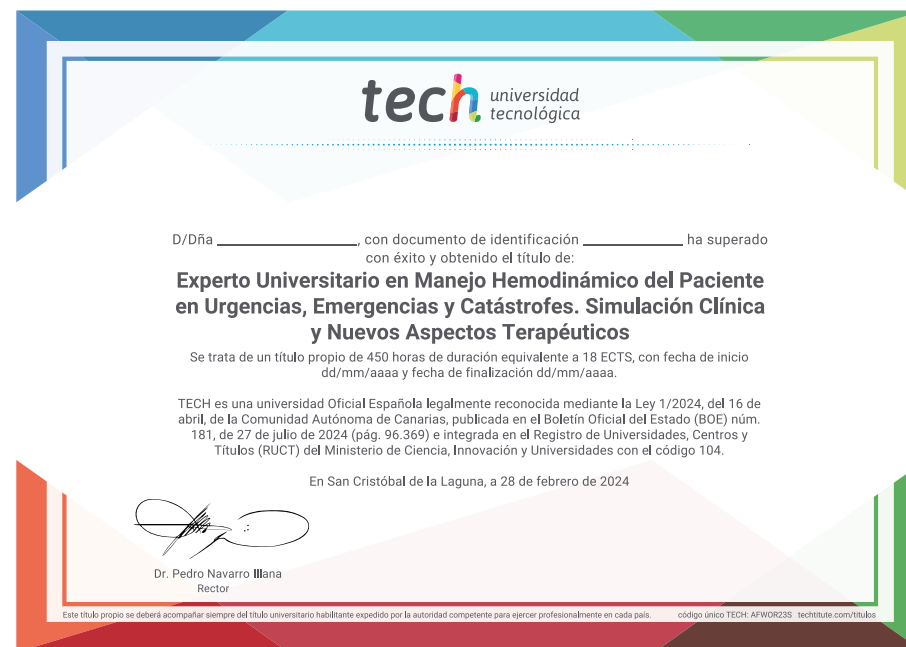 tech universidad
tecnológica
D/Dña ____________________, con documento de identificación ______________ ha superado
con éxito y obtenido el título de:
Experto Universitario en Manejo Hemodinámico del Paciente
en Urgencias, Emergencias y Catástrofes. Simulación Clínica
y Nuevos Aspectos Terapéuticos
Se trata de un título propio de 450 horas de duración equivalente a 18 ECTS, con fecha de inicio
dd/mm/aaaa y fecha de finalización dd/mm/aaaa.
TECH es una universidad Oficial Española legalmente reconocida mediante la Ley 1/2024, del 16 de
abril, de la Comunidad Autónoma de Canarias, publicada en el Boletín Oficial del Estado (BOE) núm.
181, de 27 de julio de 2024 (pág. 96.369) e integrada en el Registro de Universidades, Centros y
Títulos (RUCT) del Ministerio de Ciencia, Innovación y Universidades con el código 104.
En San Cristóbal de la Laguna, a 28 de febrero de 2024
Dr. Pedro Navarro Illana
Rector
Este título propio se deberá acompañar siempre del título universitario habilitante expedido por la autoridad competente para ejercer profesionalmente en cada país. código único TECH: AFWOR23S techtitute.com/titulos